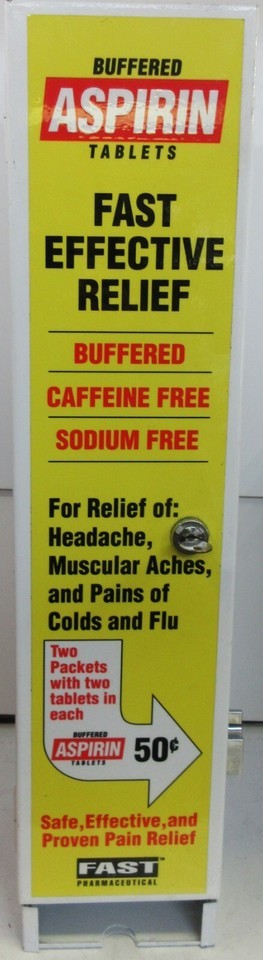 BUFFERED
ASPIRIN
TABLETS
FAST
EFFECTIVE
RELIEF
BUFFERED
CAFFEINE FREE
SODIUM FREE
For Relief of:
Headache,
Muscular Aches,
and Pains of
Colds and Flu
Two
Packets
with two
tablets in
each
BUFFERED
ASPIRIN
TABLETS
50¢
Safe,Effective,and
Proven Pain Relief
FAST™
PHARMACEUTICAL